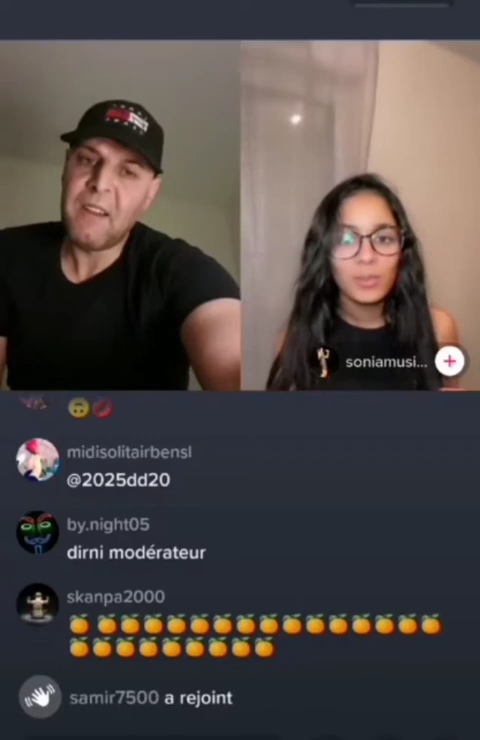 soniamusi...
midisolitairbensl
@2025dd20
by.night05
dirni modérateur
skanpa2000
samir7500 a rejoint